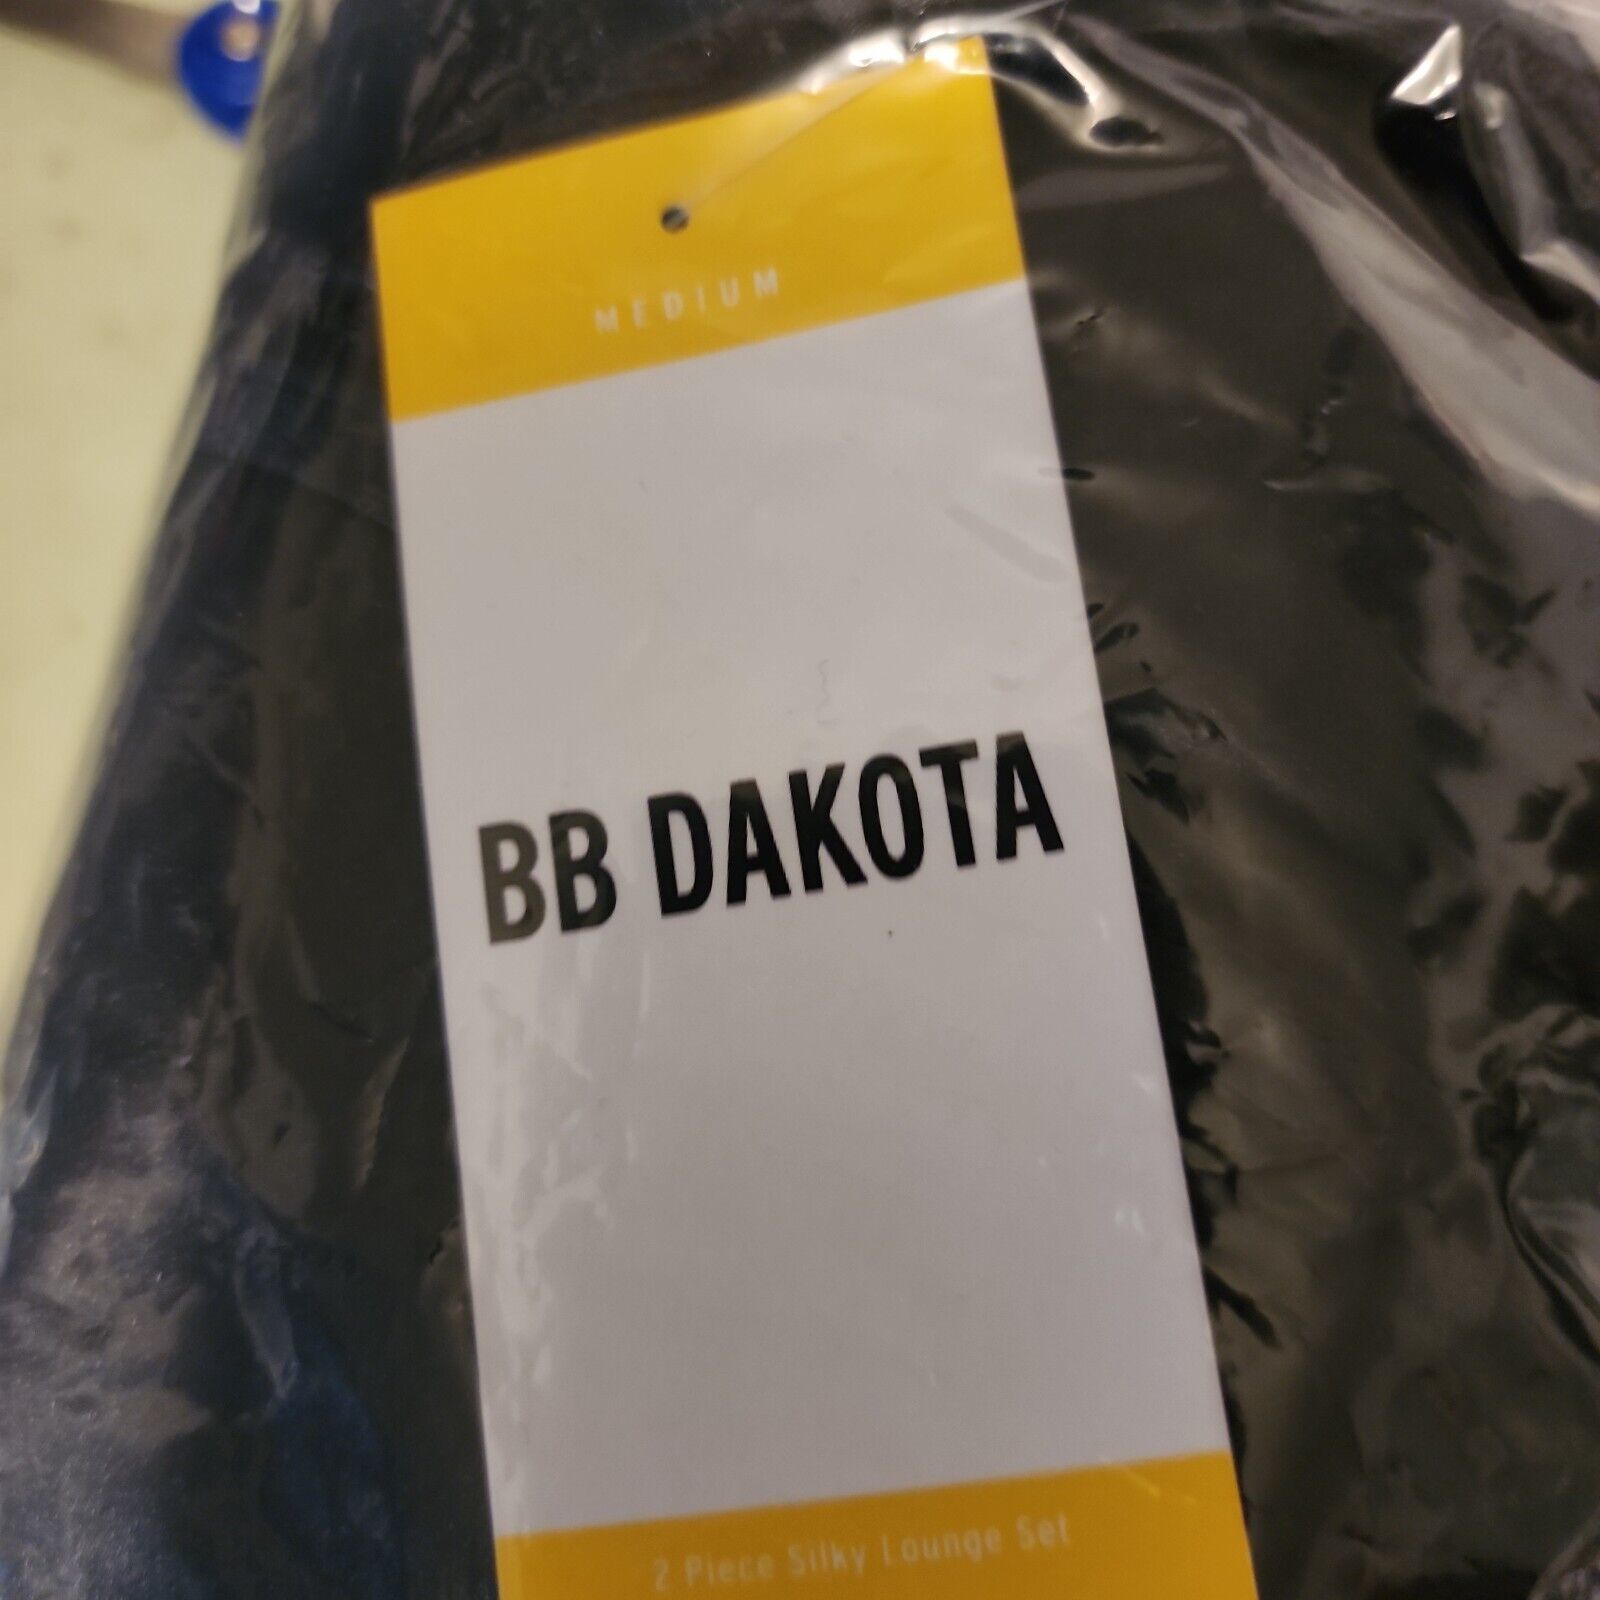 MEDIUM
BB DAKOTA
2 Piece Silky Lounge Set